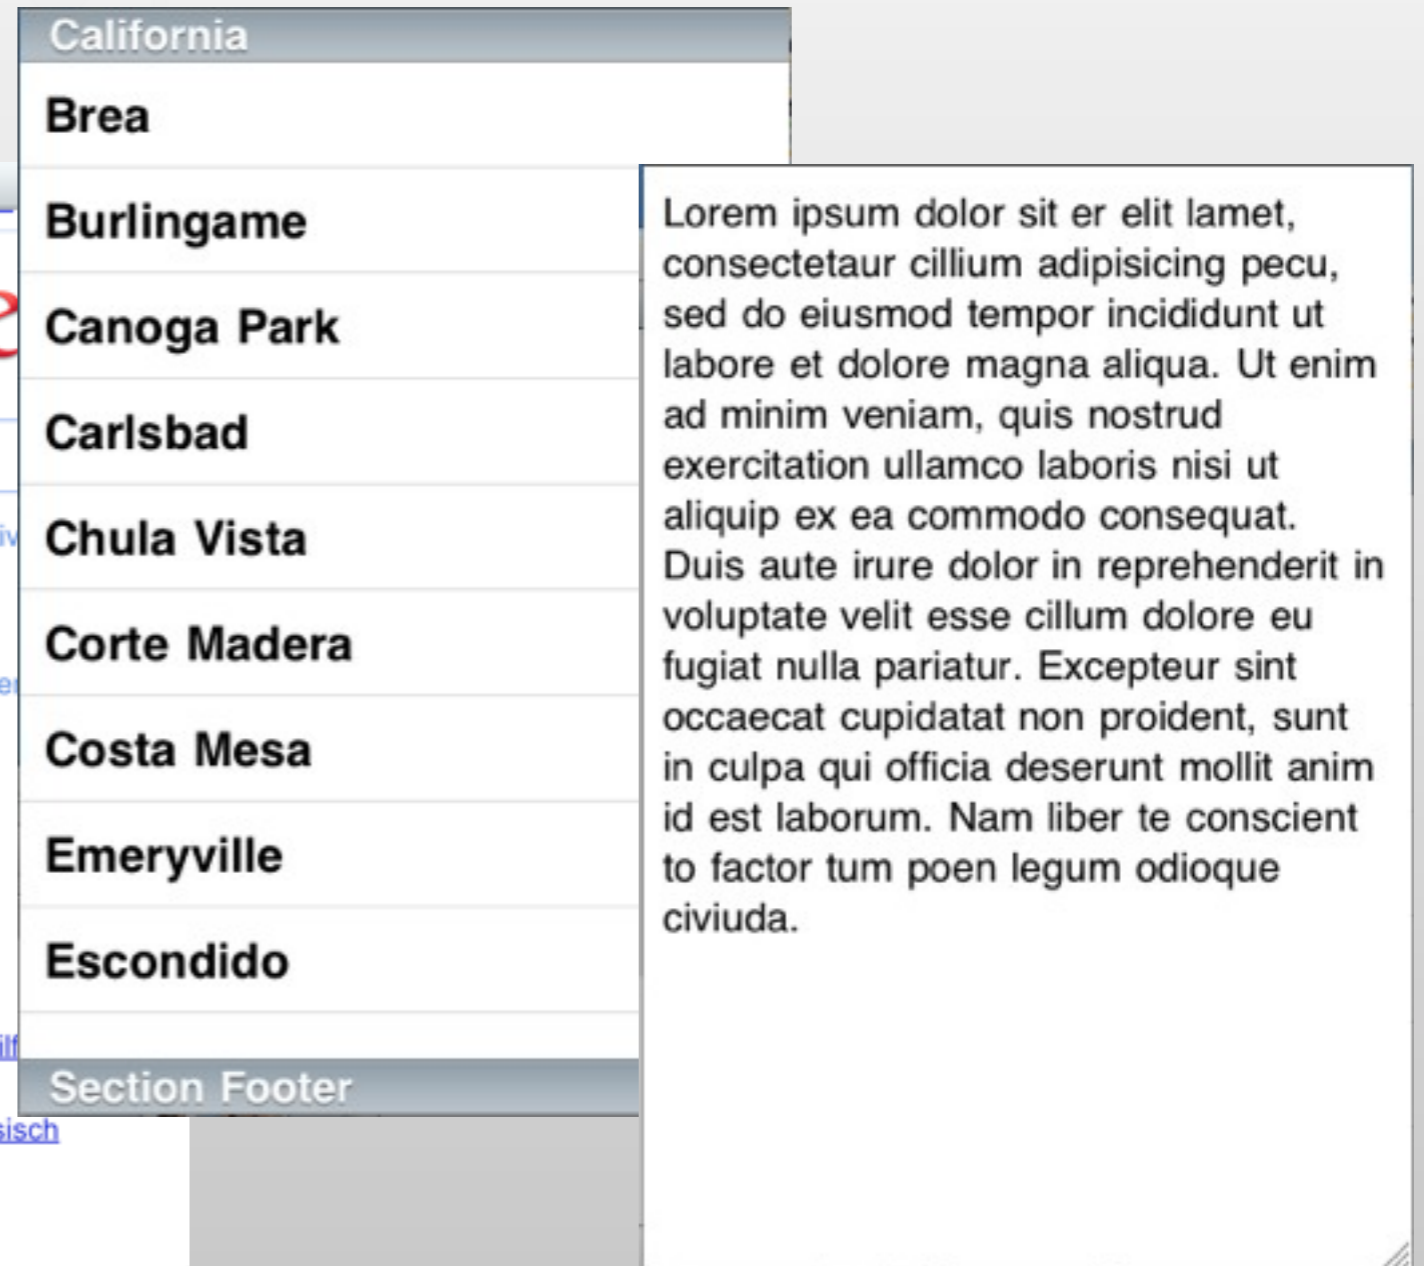 California
Brea
Burlingame
Canoga Park
Carlsbad
Chula Vista
Corte Madera
Costa Mesa
Emeryville
Escondido
Section Footer
Lorem ipsum dolor sit er elit lamet,
consectetaur cillium adipisicing pecu,
sed do eiusmod tempor incididunt ut
labore et dolore magna aliqua. Ut enim
ad minim veniam, quis nostrud
exercitation ullamco laboris nisi ut
aliquip ex ea commodo consequat.
Duis aute irure dolor in reprehenderit in
voluptate velit esse cillum dolore eu
fugiat nulla pariatur. Excepteur sint
occaecat cupidatat non proident, sunt
in culpa qui officia deserunt mollit anim
id est laborum. Nam liber te conscient
to factor tum poen legum odioque
civiuda.